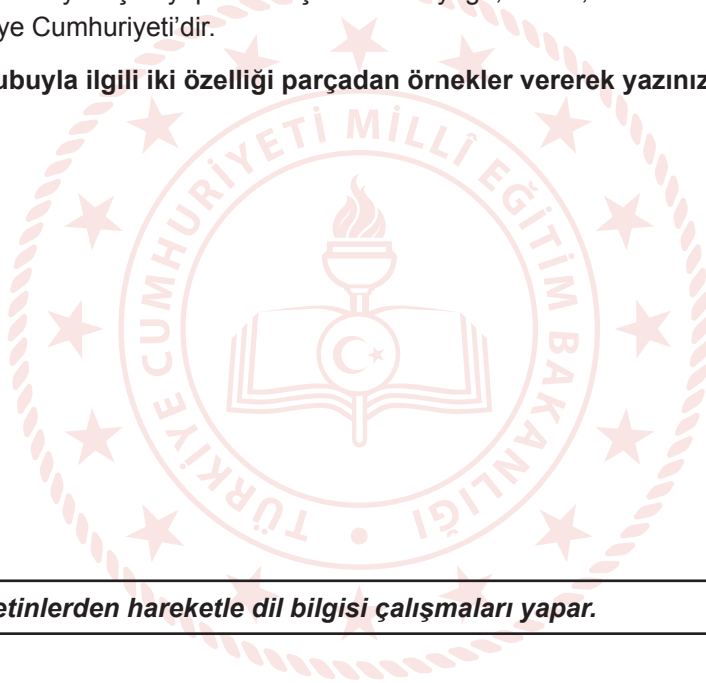 ye Cumhuriyeti’dir.
ubuyla ilgili iki özelliği parçadan örnekler vererek yazınız
TÜRKİYE CUMHURİYETİ MİLLÎ EĞİTİM BAKANLIĞI
etinlerden hareketle dil bilgisi çalışmaları yapar.